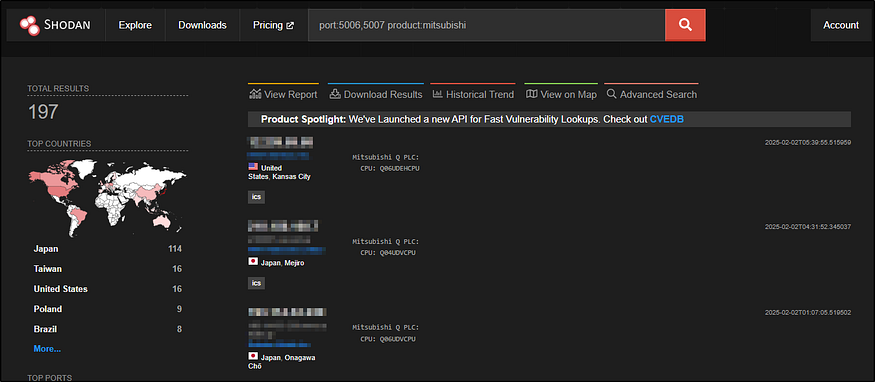 SHODAN Explore Downloads Pricing port:5006,5007 product:mitsubishi Account
TOTAL RESULTS
197
TOP COUNTRIES
Japan 114
Taiwan 16
United States 16
Poland 9
Brazil 8
More...
TOP PORTS
View Report Download Results Historical Trend View on Map Advanced Search
Product Spotlight: We've Launched a new API for Fast Vulnerability Lookups. Check out CVEDB
2025-02-02T05:39:55.515959
Mitsubishi Q PLC:
CPU: Q06UDEHCPU
United
States, Kansas City
ics
2025-02-02T04:31:52.345037
Mitsubishi Q PLC:
CPU: Q04UDVCPU
Japan, Mejiro
ics
2025-02-02T01:07:05.519502
Mitsubishi Q PLC:
CPU: Q06UDVCPU
Japan, Onagawa
Chō